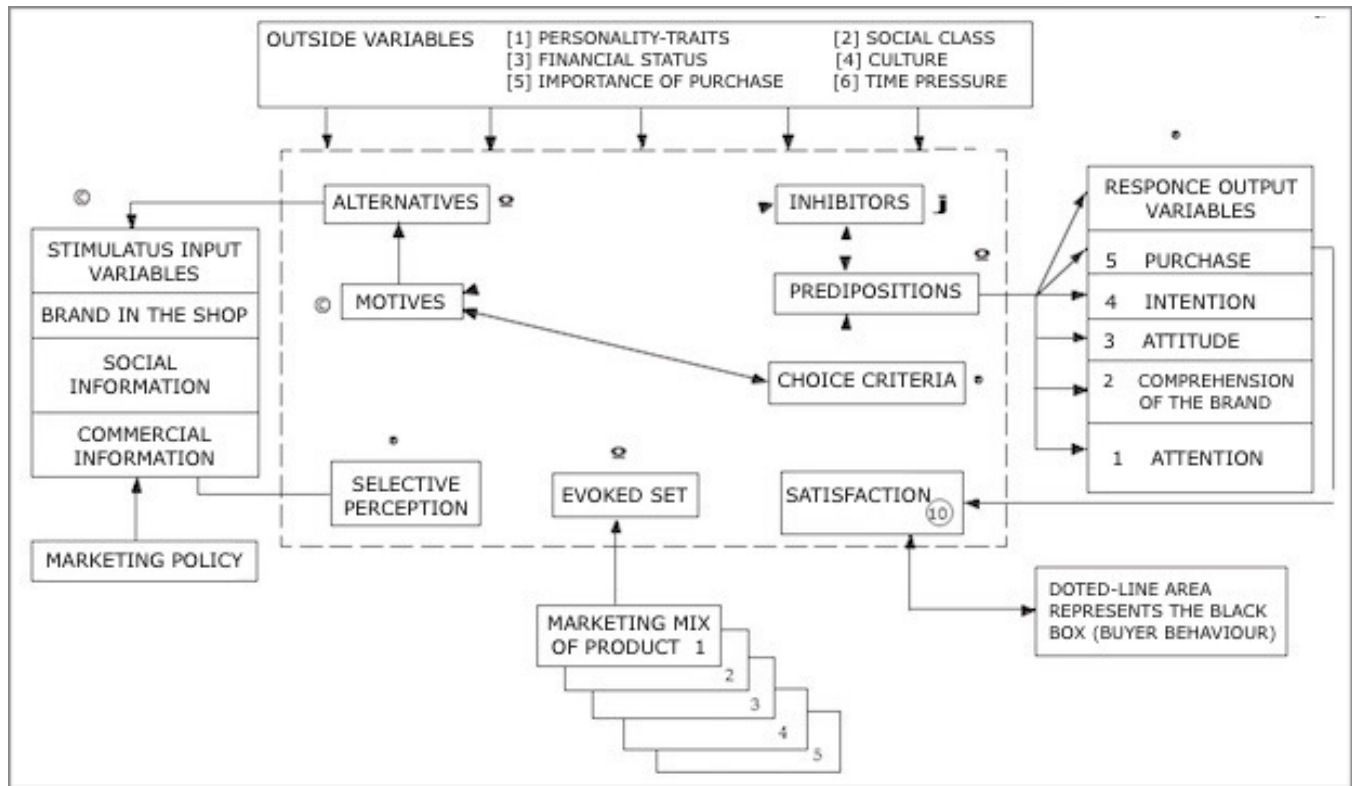 OUTSIDE VARIABLES
[1] PERSONALITY-TRAITS
[2] SOCIAL CLASS
[3] FINANCIAL STATUS
[4] CULTURE
[5] IMPORTANCE OF PURCHASE
[6] TIME PRESSURE
©
STIMULATUS INPUT
VARIABLES
BRAND IN THE SHOP
SOCIAL
INFORMATION
COMMERCIAL
INFORMATION
MARKETING POLICY
ALTERNATIVES
© MOTIVES
SELECTIVE
PERCEPTION
EVOKED SET
INHIBITORS j
PREDIPOSITIONS
CHOICE CRITERIA
SATISFACTION
10
RESPONCE OUTPUT
VARIABLES
5 PURCHASE
4 INTENTION
3 ATTITUDE
2 COMPREHENSION
OF THE BRAND
1 ATTENTION
MARKETING MIX
OF PRODUCT 1
2
3
4
5
DOTED-LINE AREA
REPRESENTS THE BLACK
BOX (BUYER BEHAVIOUR)